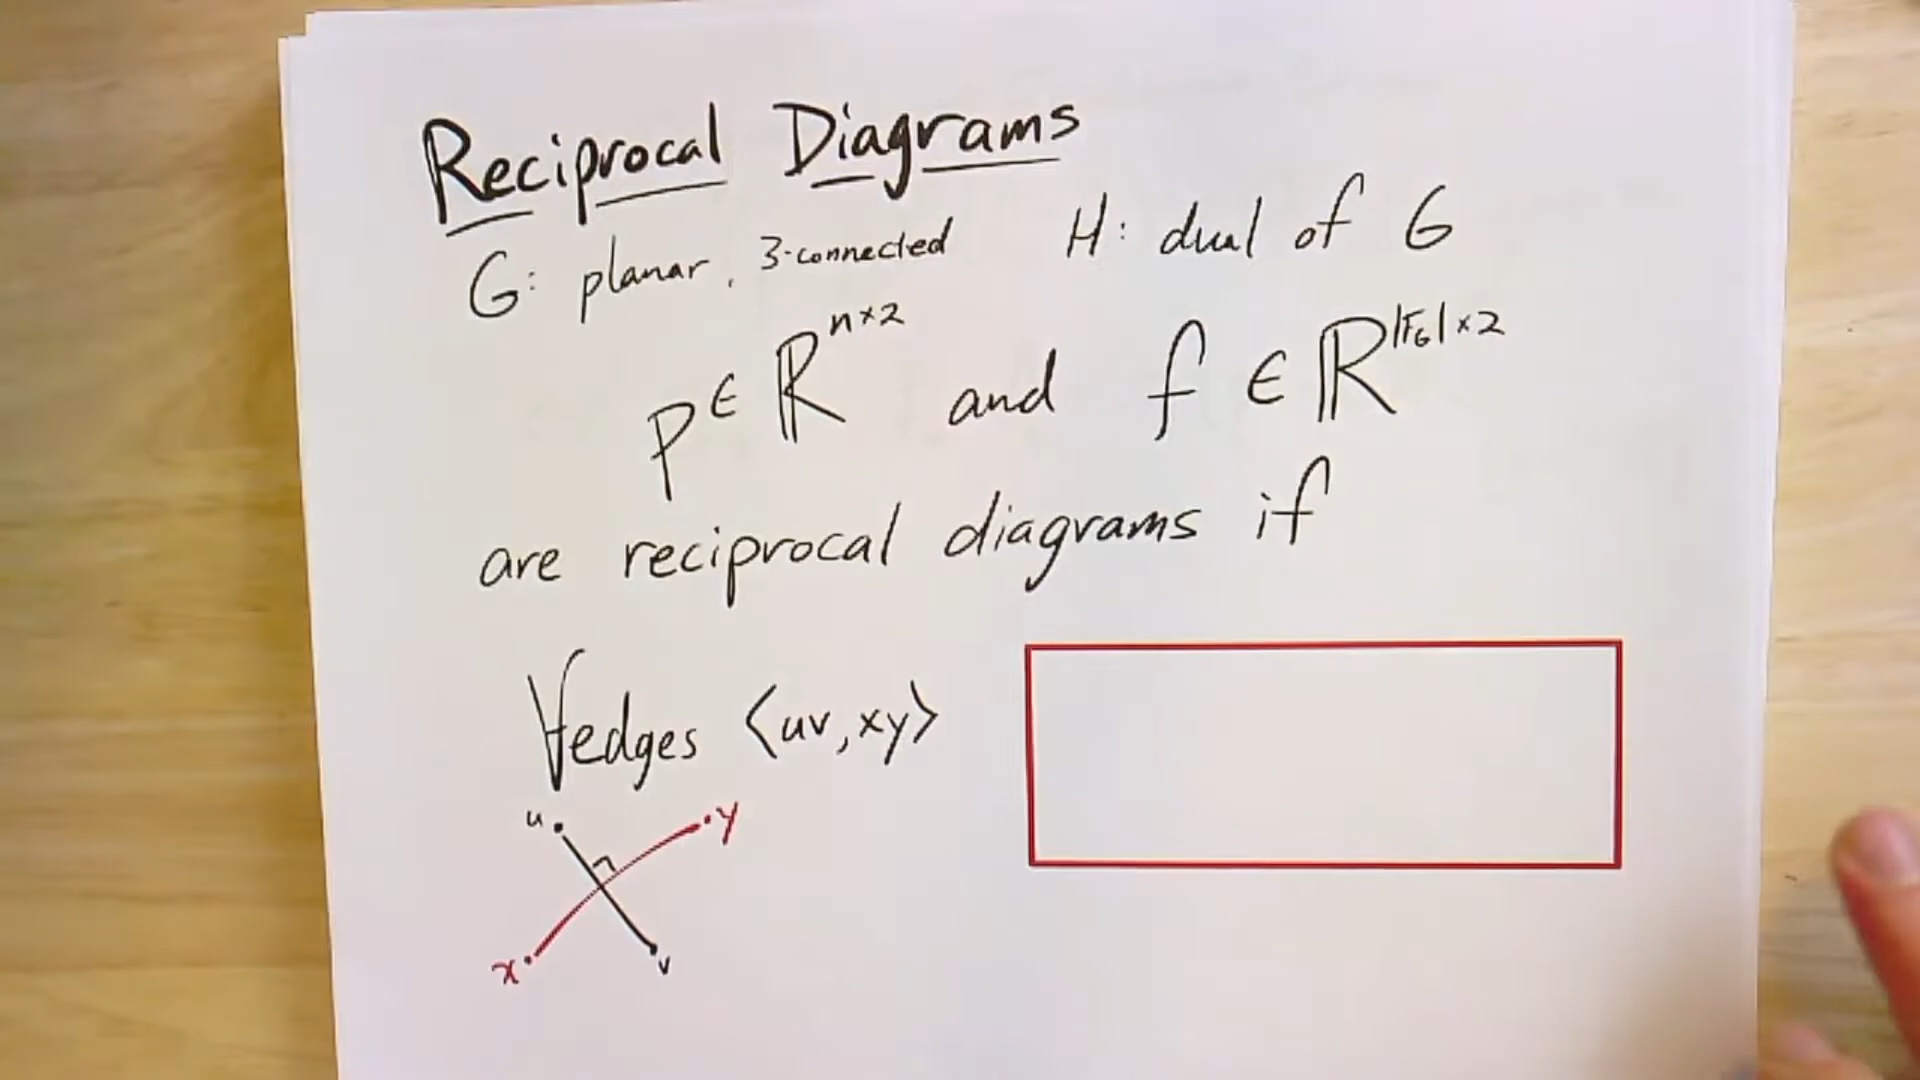 Reciprocal Diagrams
G: planar, 3-connected H: dual of G
p ∈ ℝ^{n×2} and f ∈ ℝ^{|F_G|×2}
are reciprocal diagrams if
∀edges ⟨uv, xy⟩
u y
x v